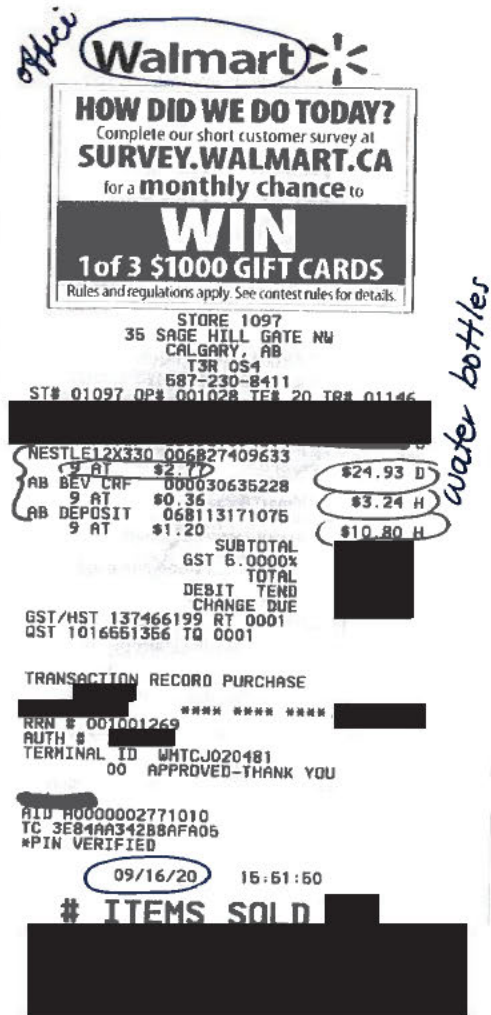 office
Walmart
HOW DID WE DO TODAY?
Complete our short customer survey at
SURVEY.WALMART.CA
for a monthly chance to
WIN
1 of 3 $1000 GIFT CARDS
Rules and regulations apply. See contest rules for details.
STORE 1097
35 SAGE HILL GATE NW
CALGARY, AB
T3R 0S4
587-230-8411
ST# 01097 OP# 001028 TE# 20 TR# 01146
NESTLE12X330 006827409633
9 AT $2.77 $24.93 D
AB BEV CRF 000030635228
9 AT $0.36 $3.24 H
AB DEPOSIT 068113171075
9 AT $1.20 $10.80 H
water bottles
SUBTOTAL
GST 5.0000%
TOTAL
DEBIT TEND
CHANGE DUE
GST/HST 137466199 RT 0001
QST 1016551356 TQ 0001
TRANSACTION RECORD PURCHASE
**** **** ****
RRN # 001001269
AUTH #
TERMINAL ID WMTCJ020481
00 APPROVED-THANK YOU
AID A0000002771010
TC 3E84AA342B8AFA05
*PIN VERIFIED
09/16/20 15:51:50
# ITEMS SOLD